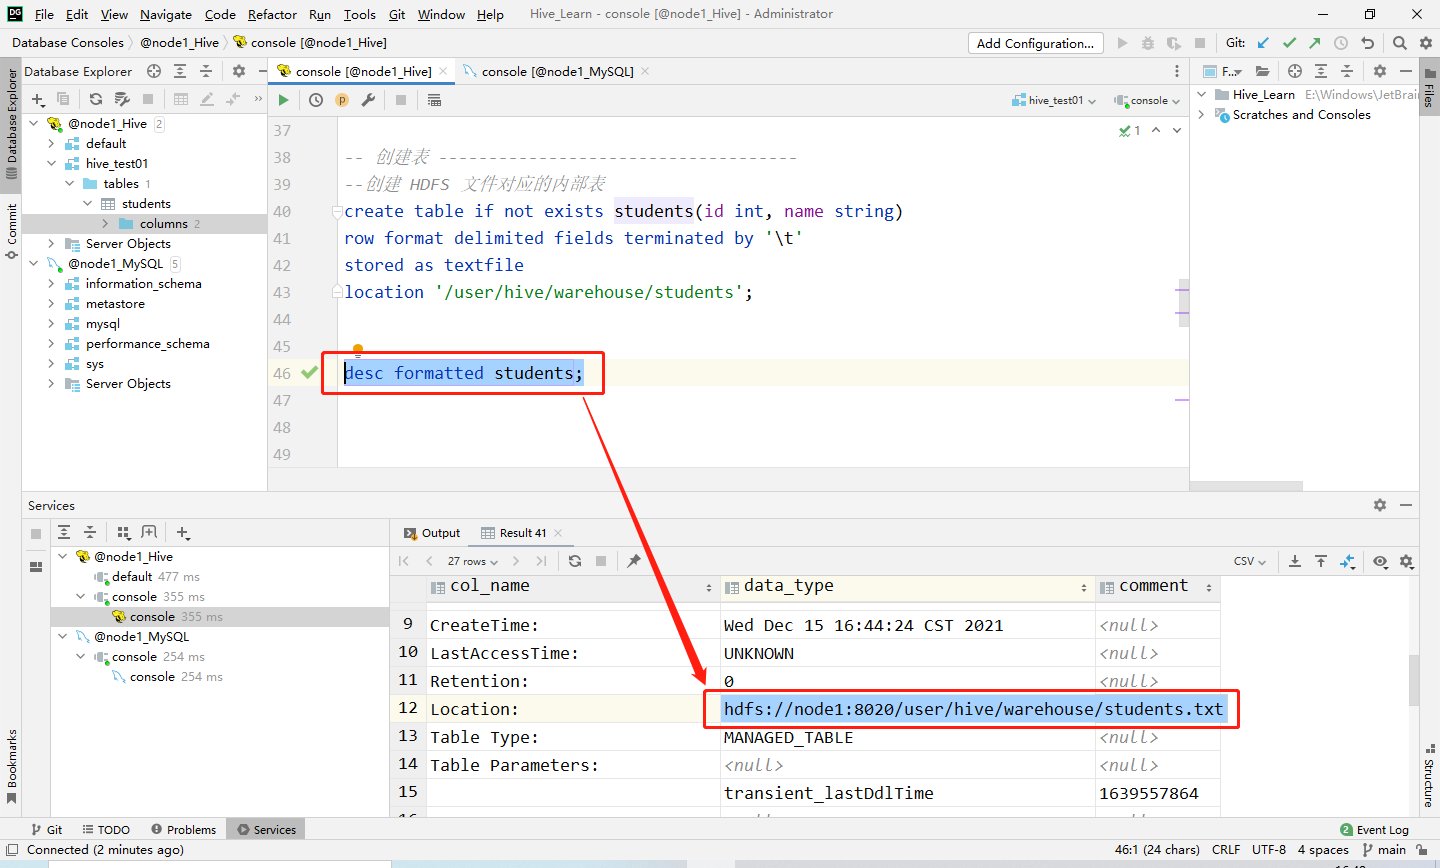 DG File Edit View Navigate Code Refactor Run Tools Git Window Help Hive_Learn - console [@node1_Hive] - Administrator
Database Consoles @node1_Hive console [@node1_Hive] Add Configuration... Git:
Database Explorer console [@node1_Hive] console [@node1_MySQL] F...
hive_test01 console
Database Explorer
Commit
Bookmarks
@node1_Hive 2
default
hive_test01
tables 1
students
columns 2
Server Objects
@node1_MySQL 5
information_schema
metastore
mysql
performance_schema
sys
Server Objects
1
37
38 -- 创建表 ------------------------------------
39 --创建 HDFS 文件对应的内部表
40 create table if not exists students(id int, name string)
41 row format delimited fields terminated by '\t'
42 stored as textfile
43 location '/user/hive/warehouse/students';
44
45
46 desc formatted students;
47
48
49
Hive_Learn E:\Windows\JetBrai
Scratches and Consoles
Files
Structure
Services
@node1_Hive
default 477 ms
console 355 ms
console 355 ms
@node1_MySQL
console 254 ms
console 254 ms
Output Result 41
27 rows CSV
col_name data_type comment
9 CreateTime: Wed Dec 15 16:44:24 CST 2021 <null>
10 LastAccessTime: UNKNOWN <null>
11 Retention: 0 <null>
12 Location: hdfs://node1:8020/user/hive/warehouse/students.txt
13 Table Type: MANAGED_TABLE <null>
14 Table Parameters: <null> <null>
15 transient_lastDdlTime 1639557864
Git TODO Problems Services 2 Event Log
Connected (2 minutes ago) 46:1 (24 chars) CRLF UTF-8 4 spaces main